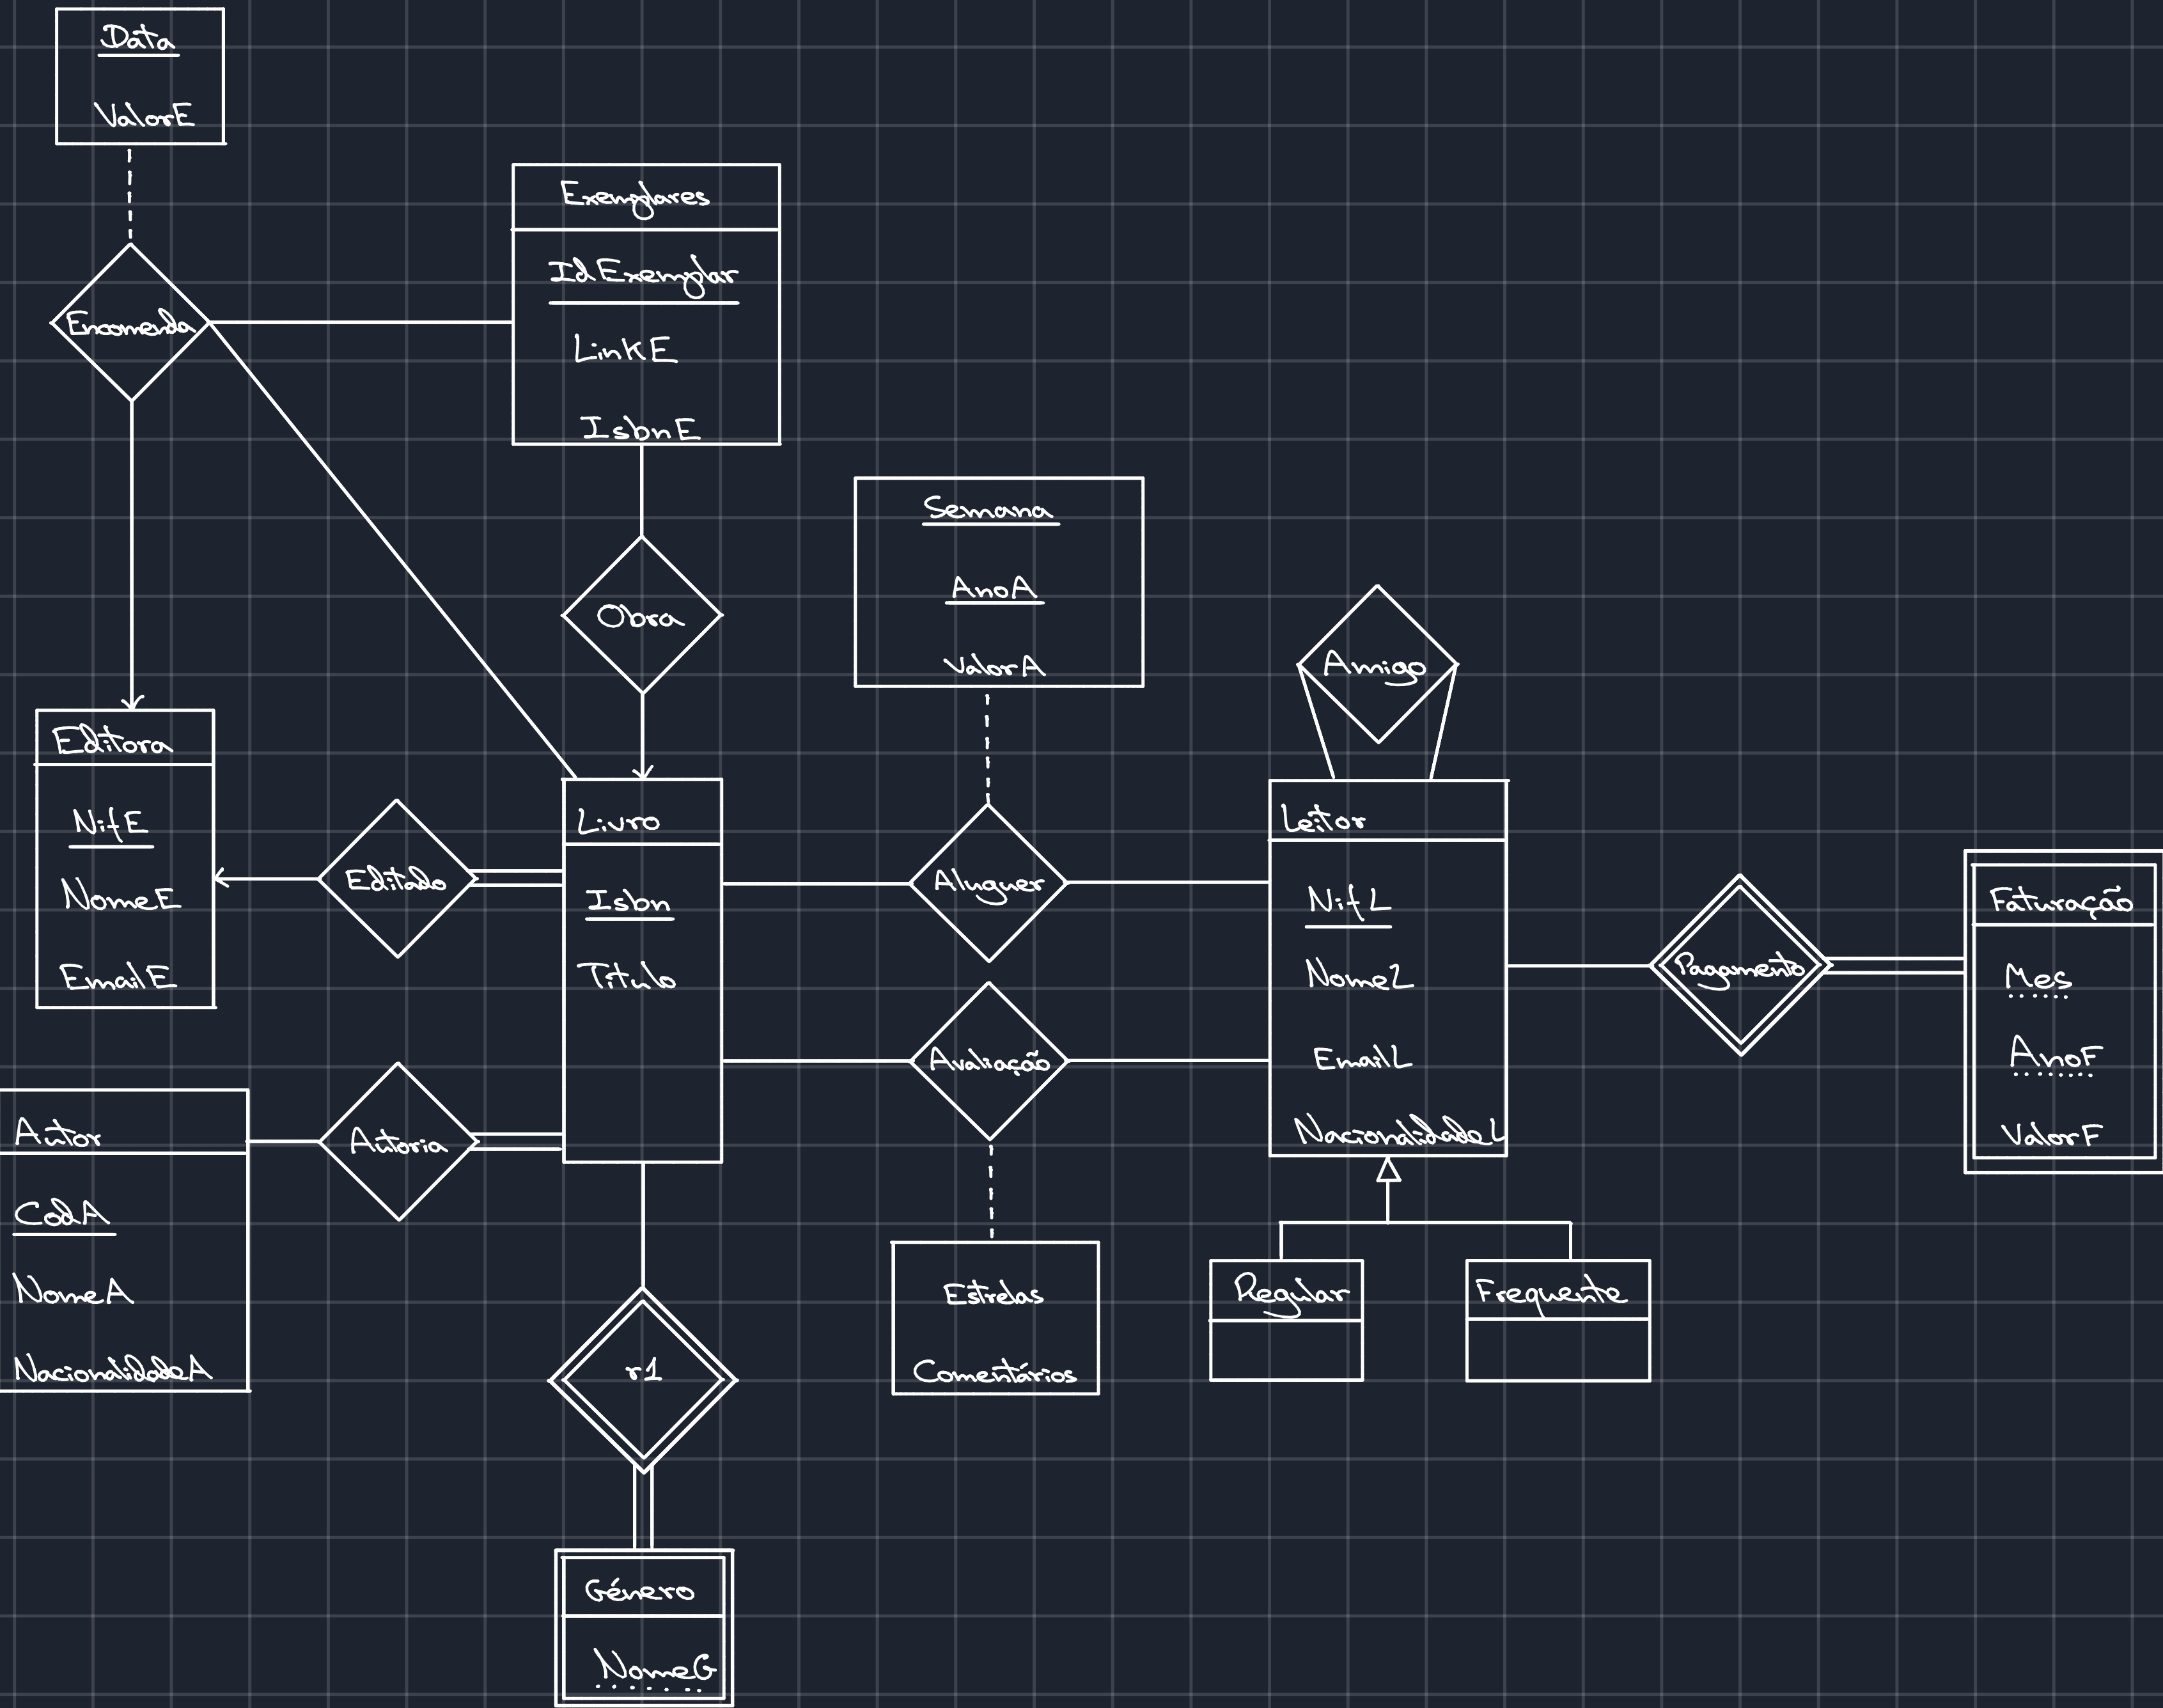 Data
ValorE
Encomenda
Exemplares
IdExemplar
LinkE
IsbnE
Obra
Semana
AnoA
ValorA
Amigo
Editora
NifE
NomeE
EmailE
Editado
Livro
Isbn
Titulo
Aluguer
Avaliação
Leitor
NifL
NomeL
EmailL
NacionalidadeL
Pagamento
Faturação
Mes
AnoF
ValorF
Autor
CodA
NomeA
NacionalidadeA
Autoria
Estrelas
Comentários
Regular
Frequente
r1
Género
NomeG